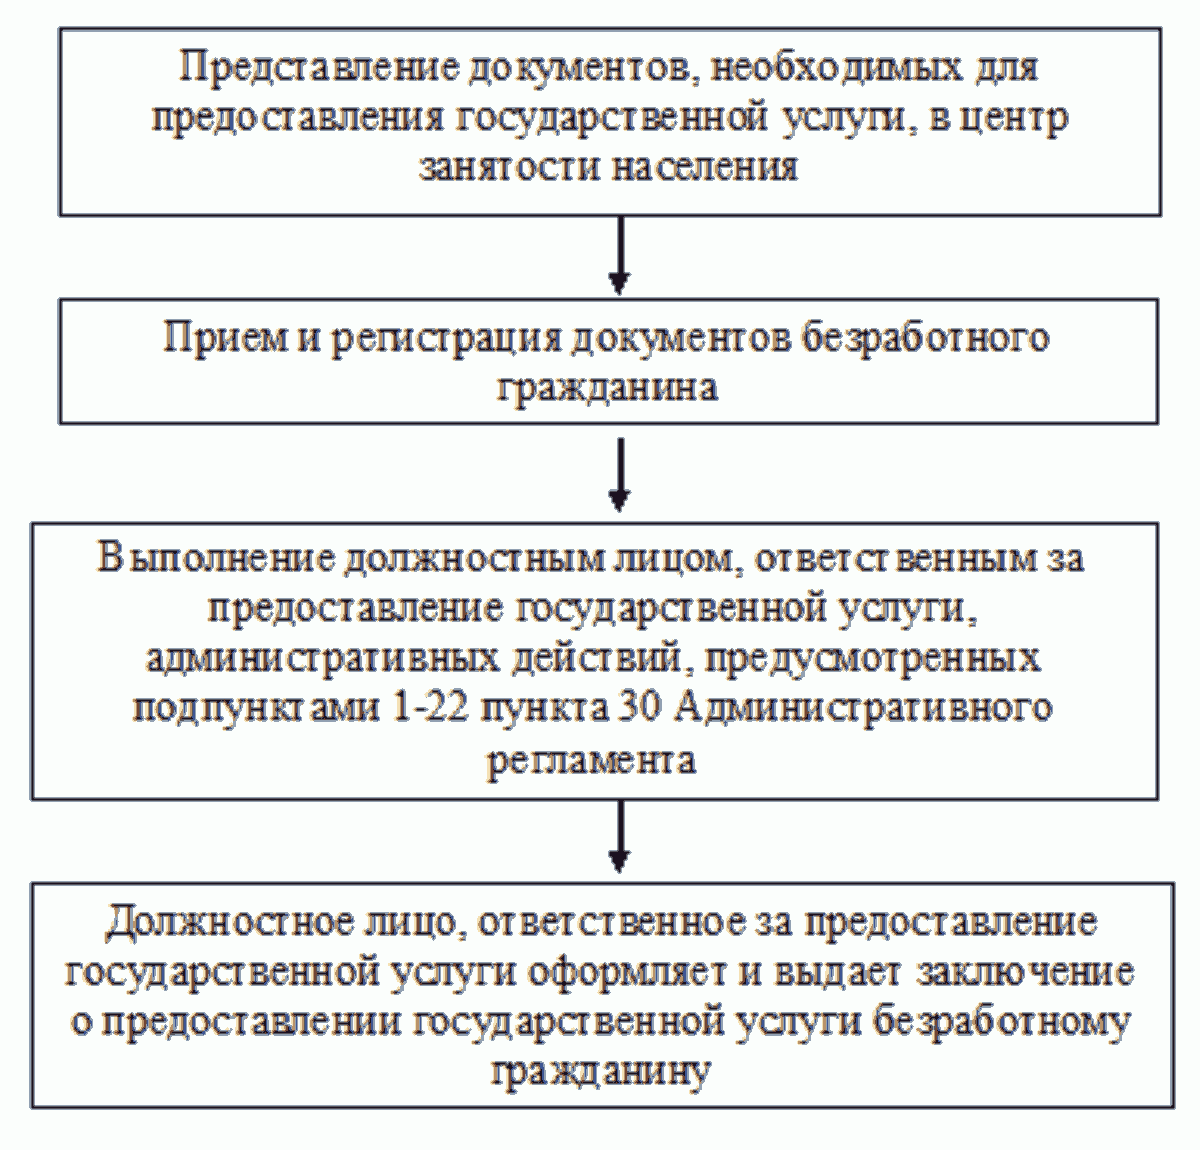 Представление документов, необходимых для
предоставления государственной услуги, в центр
занятости населения
Прием и регистрация документов безработного
гражданина
Выполнение должностным лицом, ответственным за
предоставление государственной услуги,
административных действий, предусмотренных
подпунктами 1-22 пункта 30 Административного
регламента
Должностное лицо, ответственное за предоставление
государственной услуги оформляет и выдает заключение
о предоставлении государственной услуги безработному
гражданину